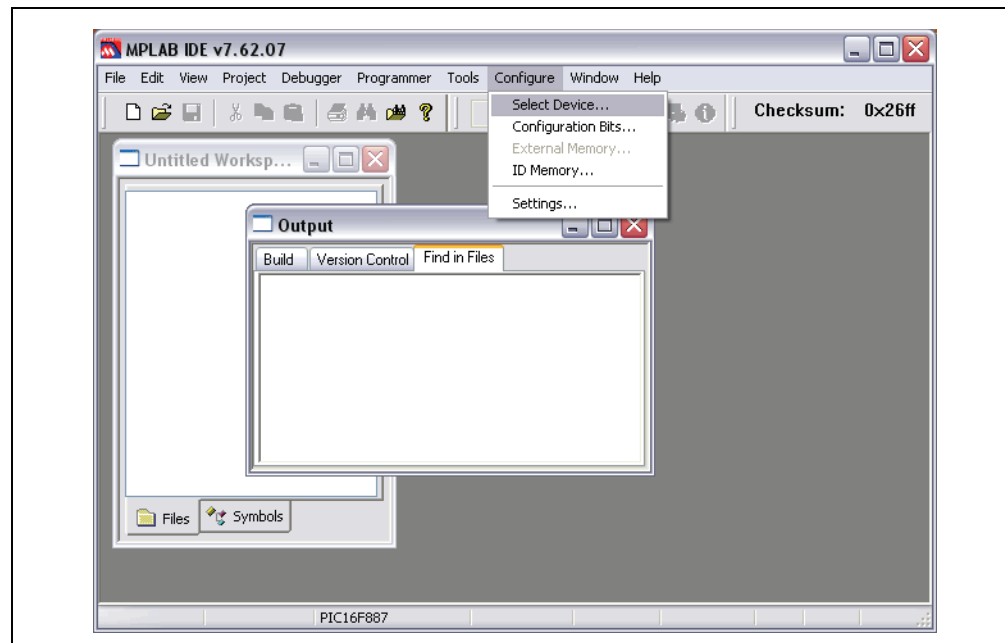 MPLAB IDE v7.62.07
File Edit View Project Debugger Programmer Tools Configure Window Help
Checksum: 0x26ff
Select Device...
Configuration Bits...
External Memory...
ID Memory...
Settings...
Untitled Worksp...
Output
Build Version Control Find in Files
Files Symbols
PIC16F887